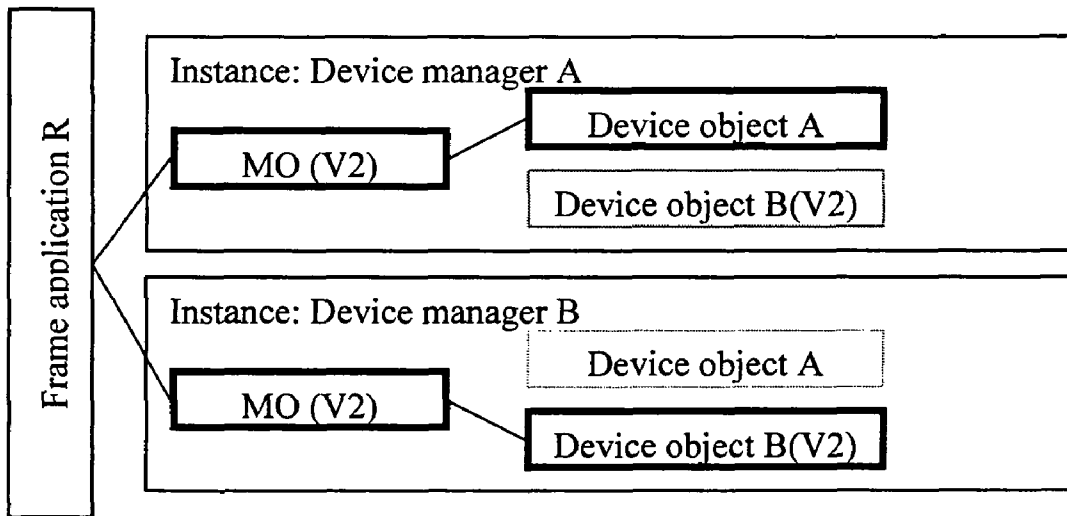 Frame application R
Instance: Device manager A
MO (V2)
Device object A
Device object B(V2)
Instance: Device manager B
MO (V2)
Device object A
Device object B(V2)